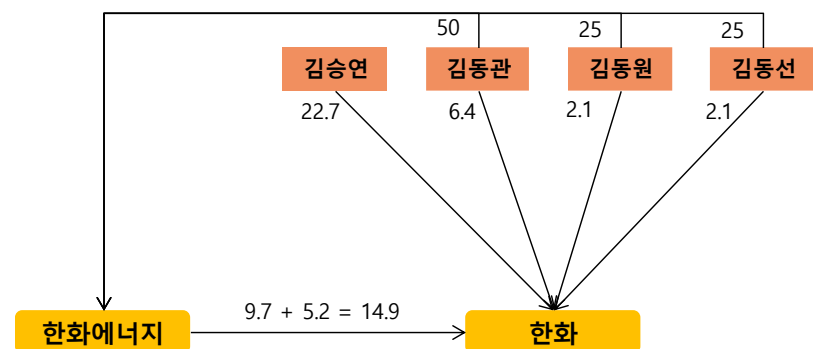 50 25 25
김승연 김동관 김동원 김동선
22.7 6.4 2.1 2.1
9.7 + 5.2 = 14.9
한화에너지 한화